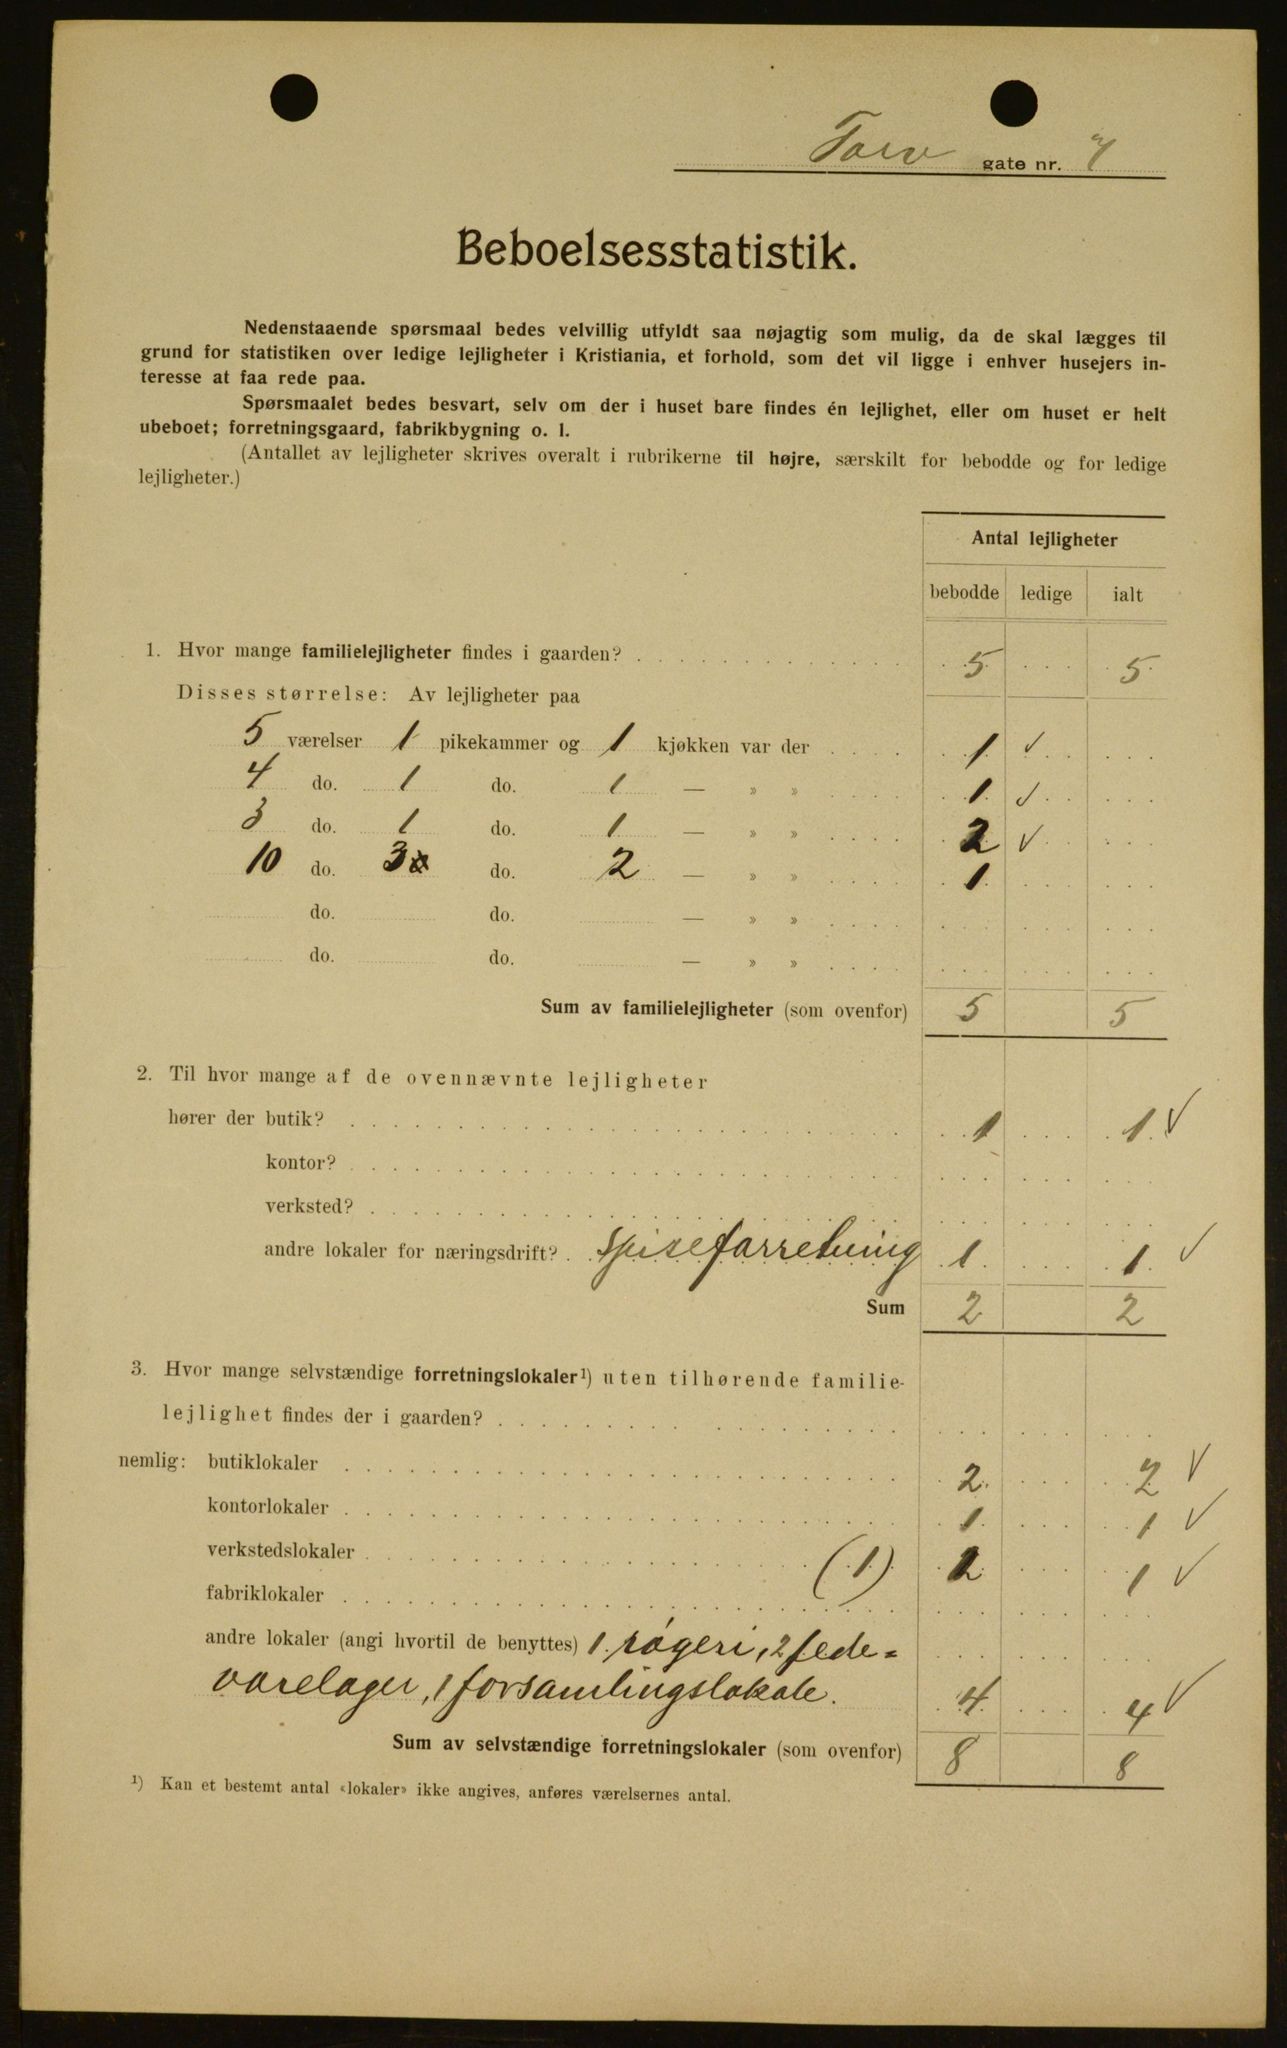 Torv gate nr. 7
Beboelsesstatistik.
Nedenstaaende spørsmaal bedes velvillig utfyldt saa nøjagtig som mulig, da de skal lægges til
grund for statistiken over ledige lejligheter i Kristiania, et forhold, som det vil ligge i enhver husejers in-
teresse at faa rede paa.
Spørsmaalet bedes besvart, selv om der i huset bare findes én lejlighet, eller om huset er helt
ubeboet; forretningsgaard, fabrikbygning o. l.
(Antallet av lejligheter skrives overalt i rubrikerne til højre, særskilt for bebodde og for ledige
lejligheter.)
Antal lejligheter
bebodde ledige ialt
1. Hvor mange familielejligheter findes i gaarden? 5 5
Disses størrelse: Av lejligheter paa
5 værelser 1 pikekammer og 1 kjøkken var der 1 ✓
4 do. 1 do. 1 — » » 1 ✓
3 do. 1 do. 1 — » » 2 ✓
10 do. 3 do. 2 — » » 1
do. do. — » »
do. do. — » »
Sum av familielejligheter (som ovenfor) 5 5
2. Til hvor mange af de ovennævnte lejligheter
hører der butik? 1 1 ✓
kontor?
verksted?
andre lokaler for næringsdrift? Spiseforretning 1 1 ✓
Sum 2 2
3. Hvor mange selvstændige forretningslokaler¹) uten tilhørende familie-
lejlighet findes der i gaarden?
nemlig: butiklokaler 2 2 ✓
kontorlokaler 1 1 ✓
verkstedslokaler (1) 1 ✓
fabriklokaler
andre lokaler (angi hvortil de benyttes) 1 røgeri, 2 fede=
varelager, 1 forsamlingslokale. 4 4 ✓
Sum av selvstændige forretningslokaler (som ovenfor) 8 8
¹) Kan et bestemt antal «lokaler» ikke angives, anføres værelsernes antal.